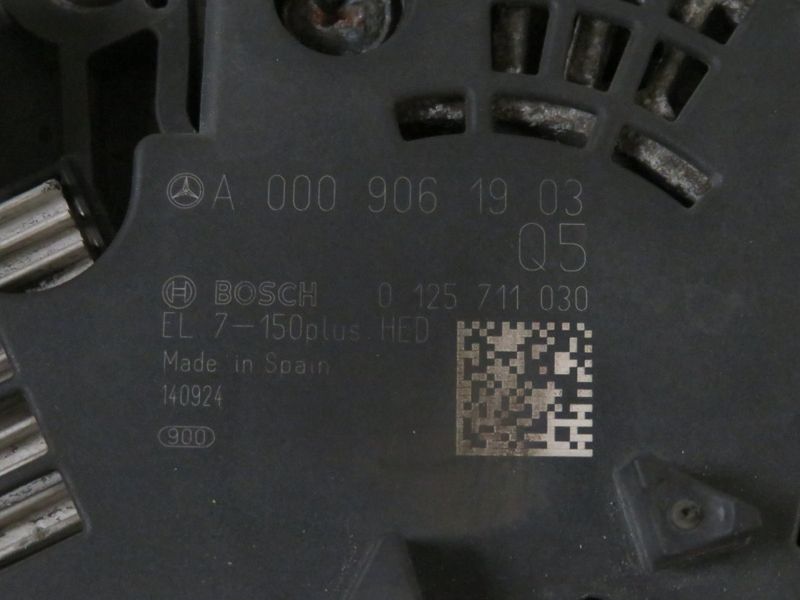 A 000 906 19 03
Q5
BOSCH 0 125 711 030
EL 7-150plus HED
Made in Spain
140924
900